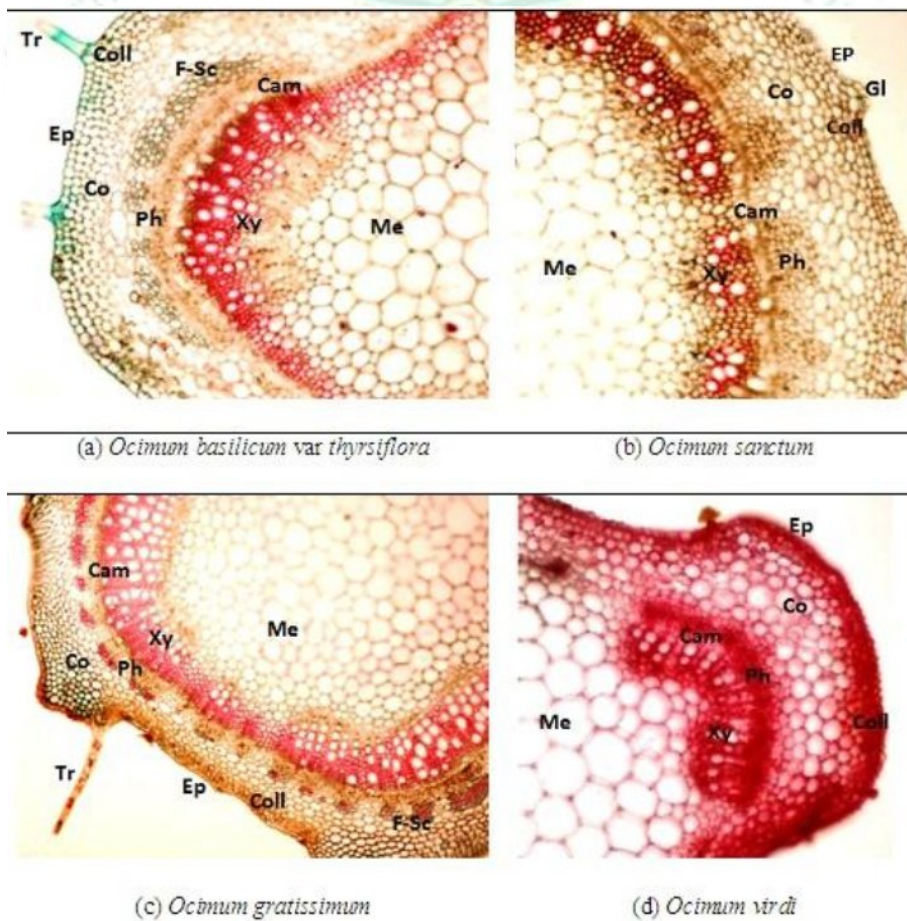 Tr
Coll
F-Sc
Cam
Ep
Co
Ph
Xy
Me
EP
Co
Gl
Coll
Cam
Me
Xy
Ph
(a) Ocimum basilicum var thyrsiflora
(b) Ocimum sanctum
Cam
Xy
Me
Co
Ph
Tr
Ep
Coll
F-Sc
Ep
Co
Cam
Ph
Me
Xy
Coll
(c) Ocimum gratissimum
(d) Ocimum virdi